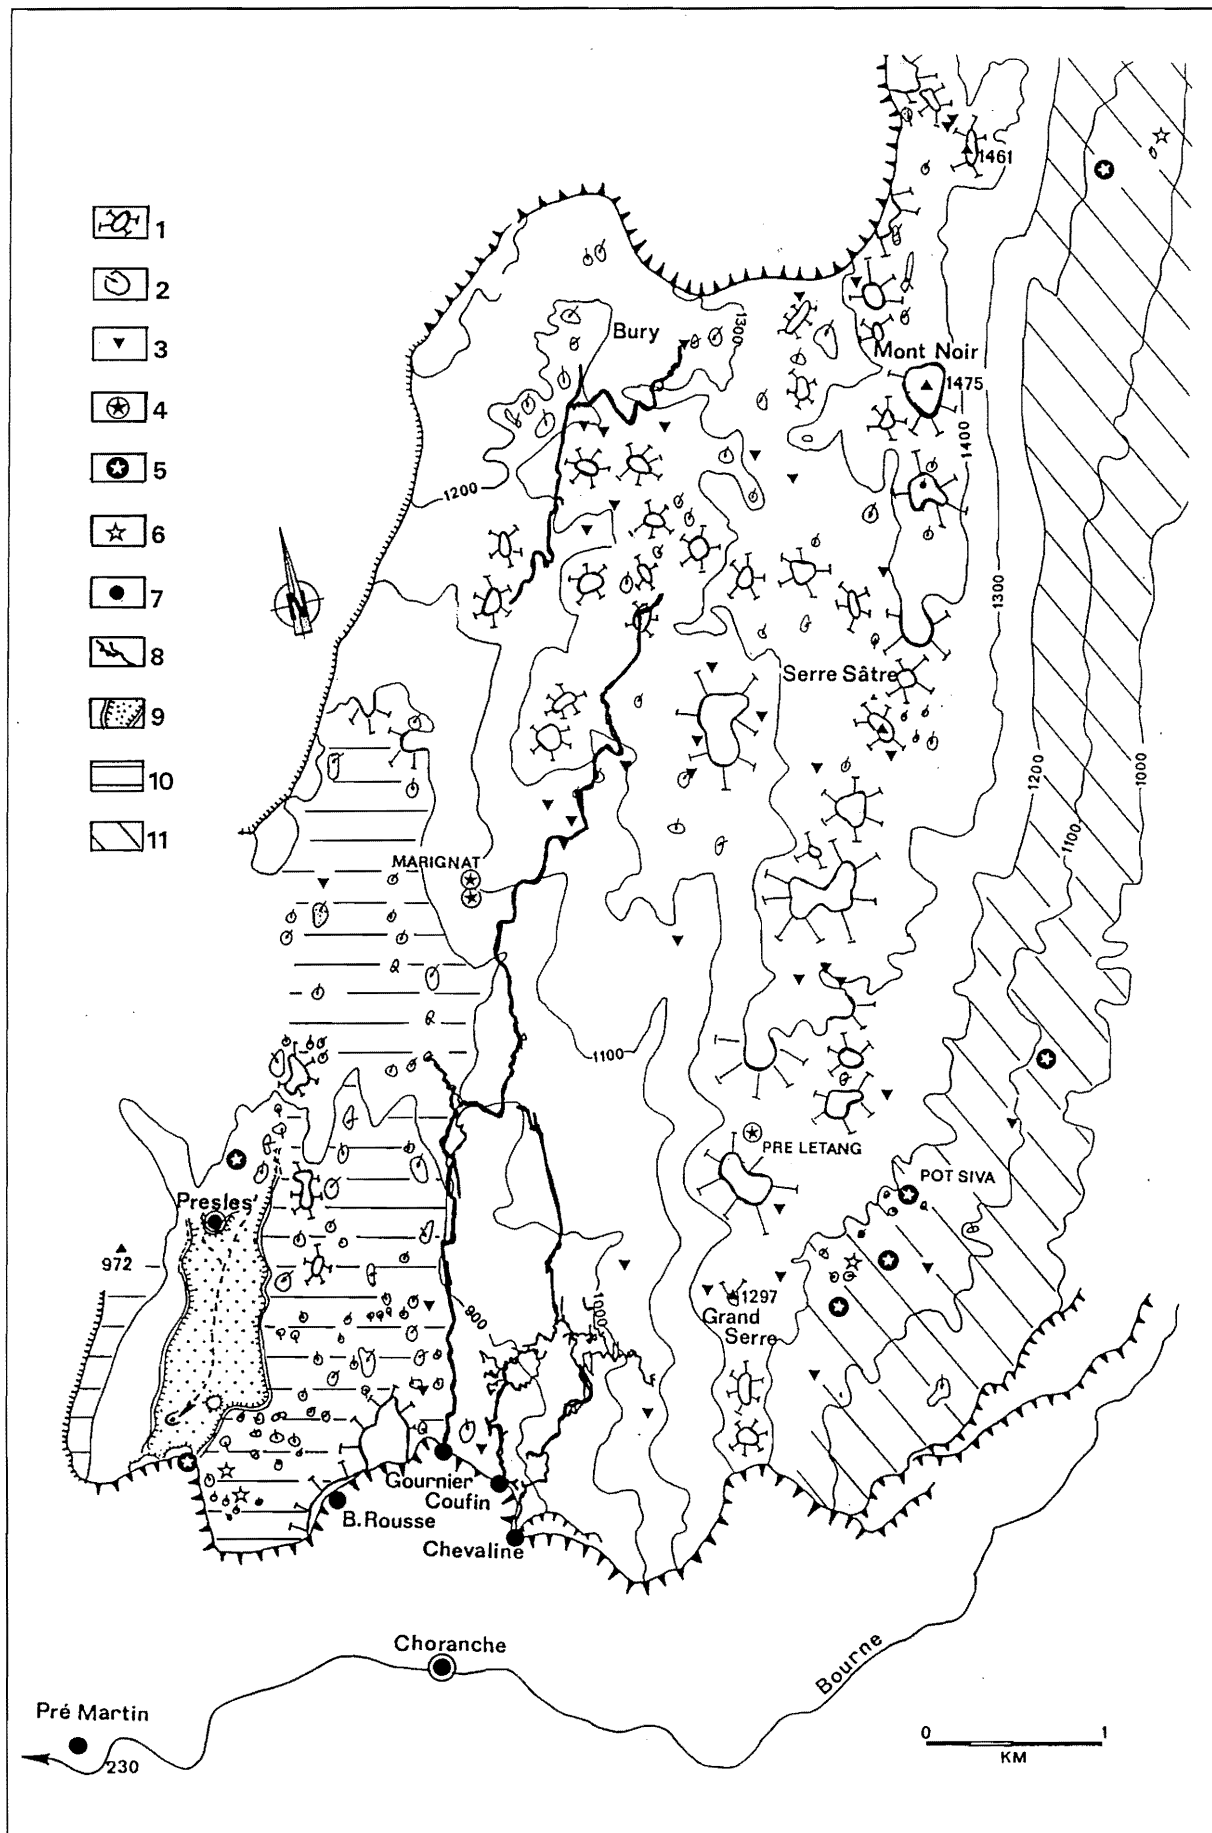 1
2
3
4
5
6
7
8
9
10
11
N
1461
Bury
1300
Mont Noir
1475
1400
1200
1300
Serre Sâtre
1200
1000
1100
MARIGNAT
1100
PRE LETANG
POT SIVA
Presles
972
900
1000
1297
Grand
Serre
Gournier
Coufin
B. Rousse
Chevaline
Choranche
Bourne
Pré Martin
230
0 1
KM